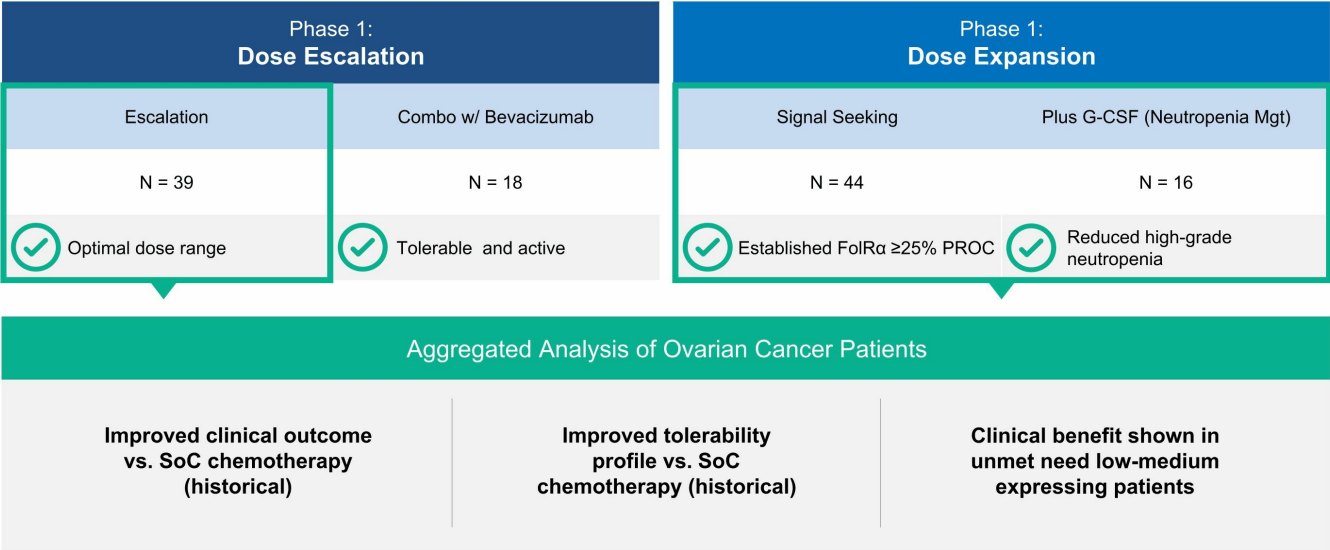 Phase 1:
Dose Escalation
Phase 1:
Dose Expansion
Escalation
Combo w/ Bevacizumab
Signal Seeking
Plus G-CSF (Neutropenia Mgt)
N = 39
N = 18
N = 44
N = 16
Optimal dose range
Tolerable and active
Established FolRα ≥25% PROC
Reduced high-grade
neutropenia
Aggregated Analysis of Ovarian Cancer Patients
Improved clinical outcome
vs. SoC chemotherapy
(historical)
Improved tolerability
profile vs. SoC
chemotherapy (historical)
Clinical benefit shown in
unmet need low-medium
expressing patients